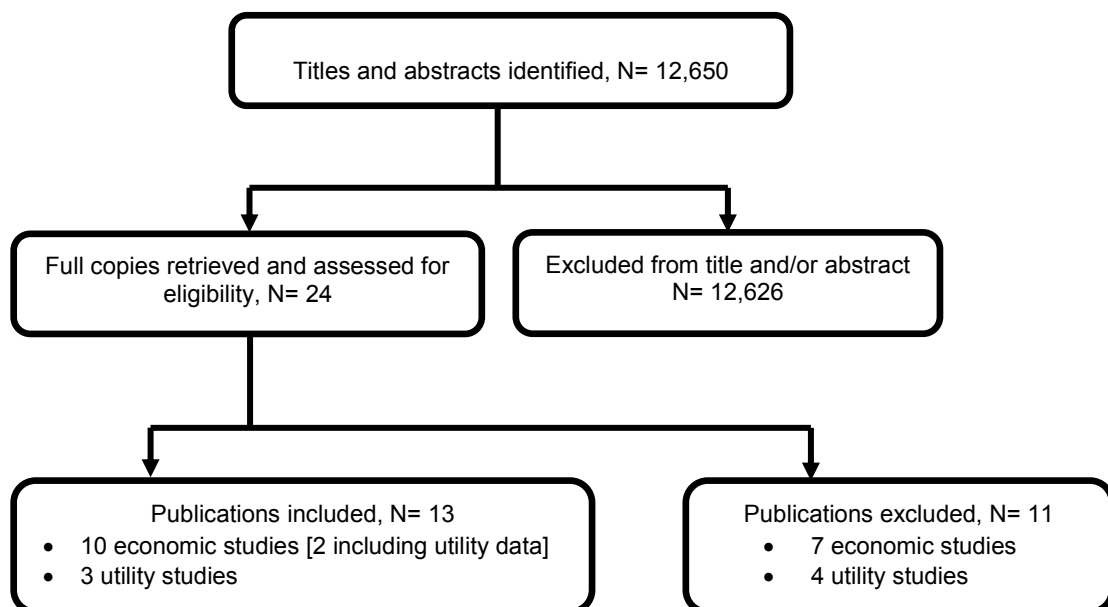 Titles and abstracts identified, N= 12,650
Full copies retrieved and assessed for
eligibility, N= 24
Excluded from title and/or abstract
N= 12,626
Publications included, N= 13
• 10 economic studies [2 including utility data]
• 3 utility studies
Publications excluded, N= 11
• 7 economic studies
• 4 utility studies